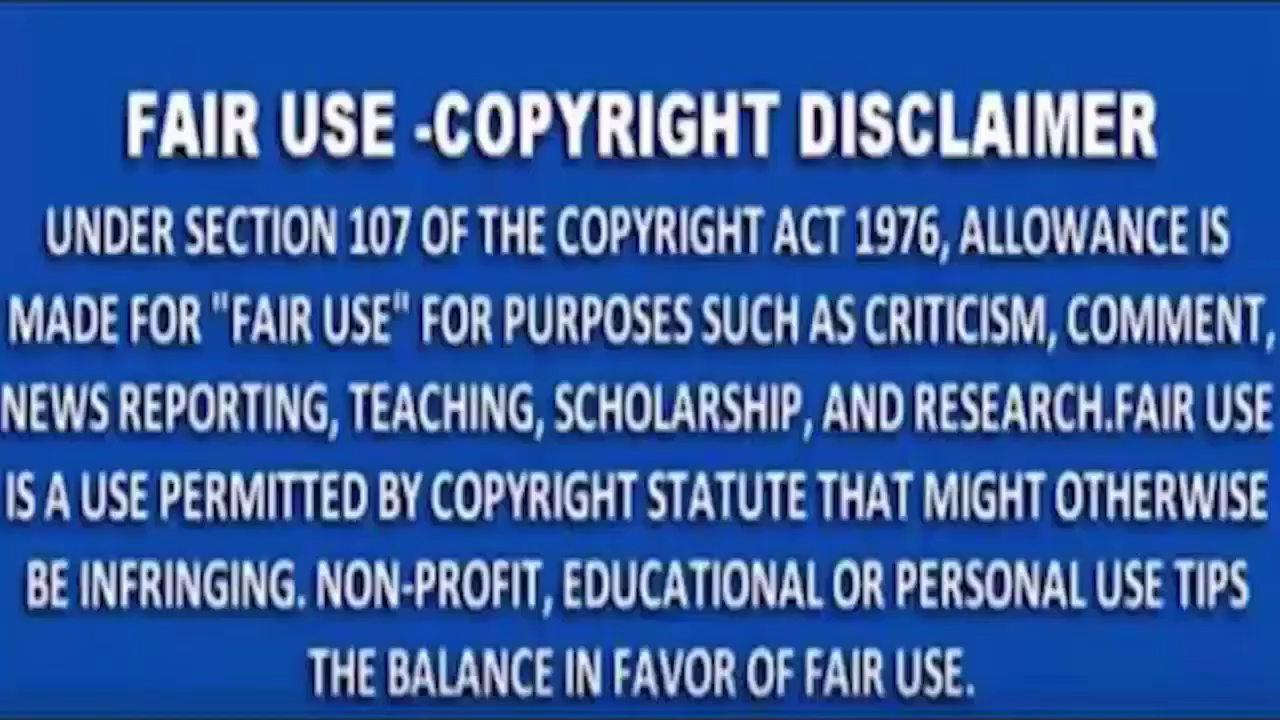 FAIR USE -COPYRIGHT DISCLAIMER
UNDER SECTION 107 OF THE COPYRIGHT ACT 1976, ALLOWANCE IS
MADE FOR "FAIR USE" FOR PURPOSES SUCH AS CRITICISM, COMMENT,
NEWS REPORTING, TEACHING, SCHOLARSHIP, AND RESEARCH.FAIR USE
IS A USE PERMITTED BY COPYRIGHT STATUTE THAT MIGHT OTHERWISE
BE INFRINGING. NON-PROFIT, EDUCATIONAL OR PERSONAL USE TIPS
THE BALANCE IN FAVOR OF FAIR USE.